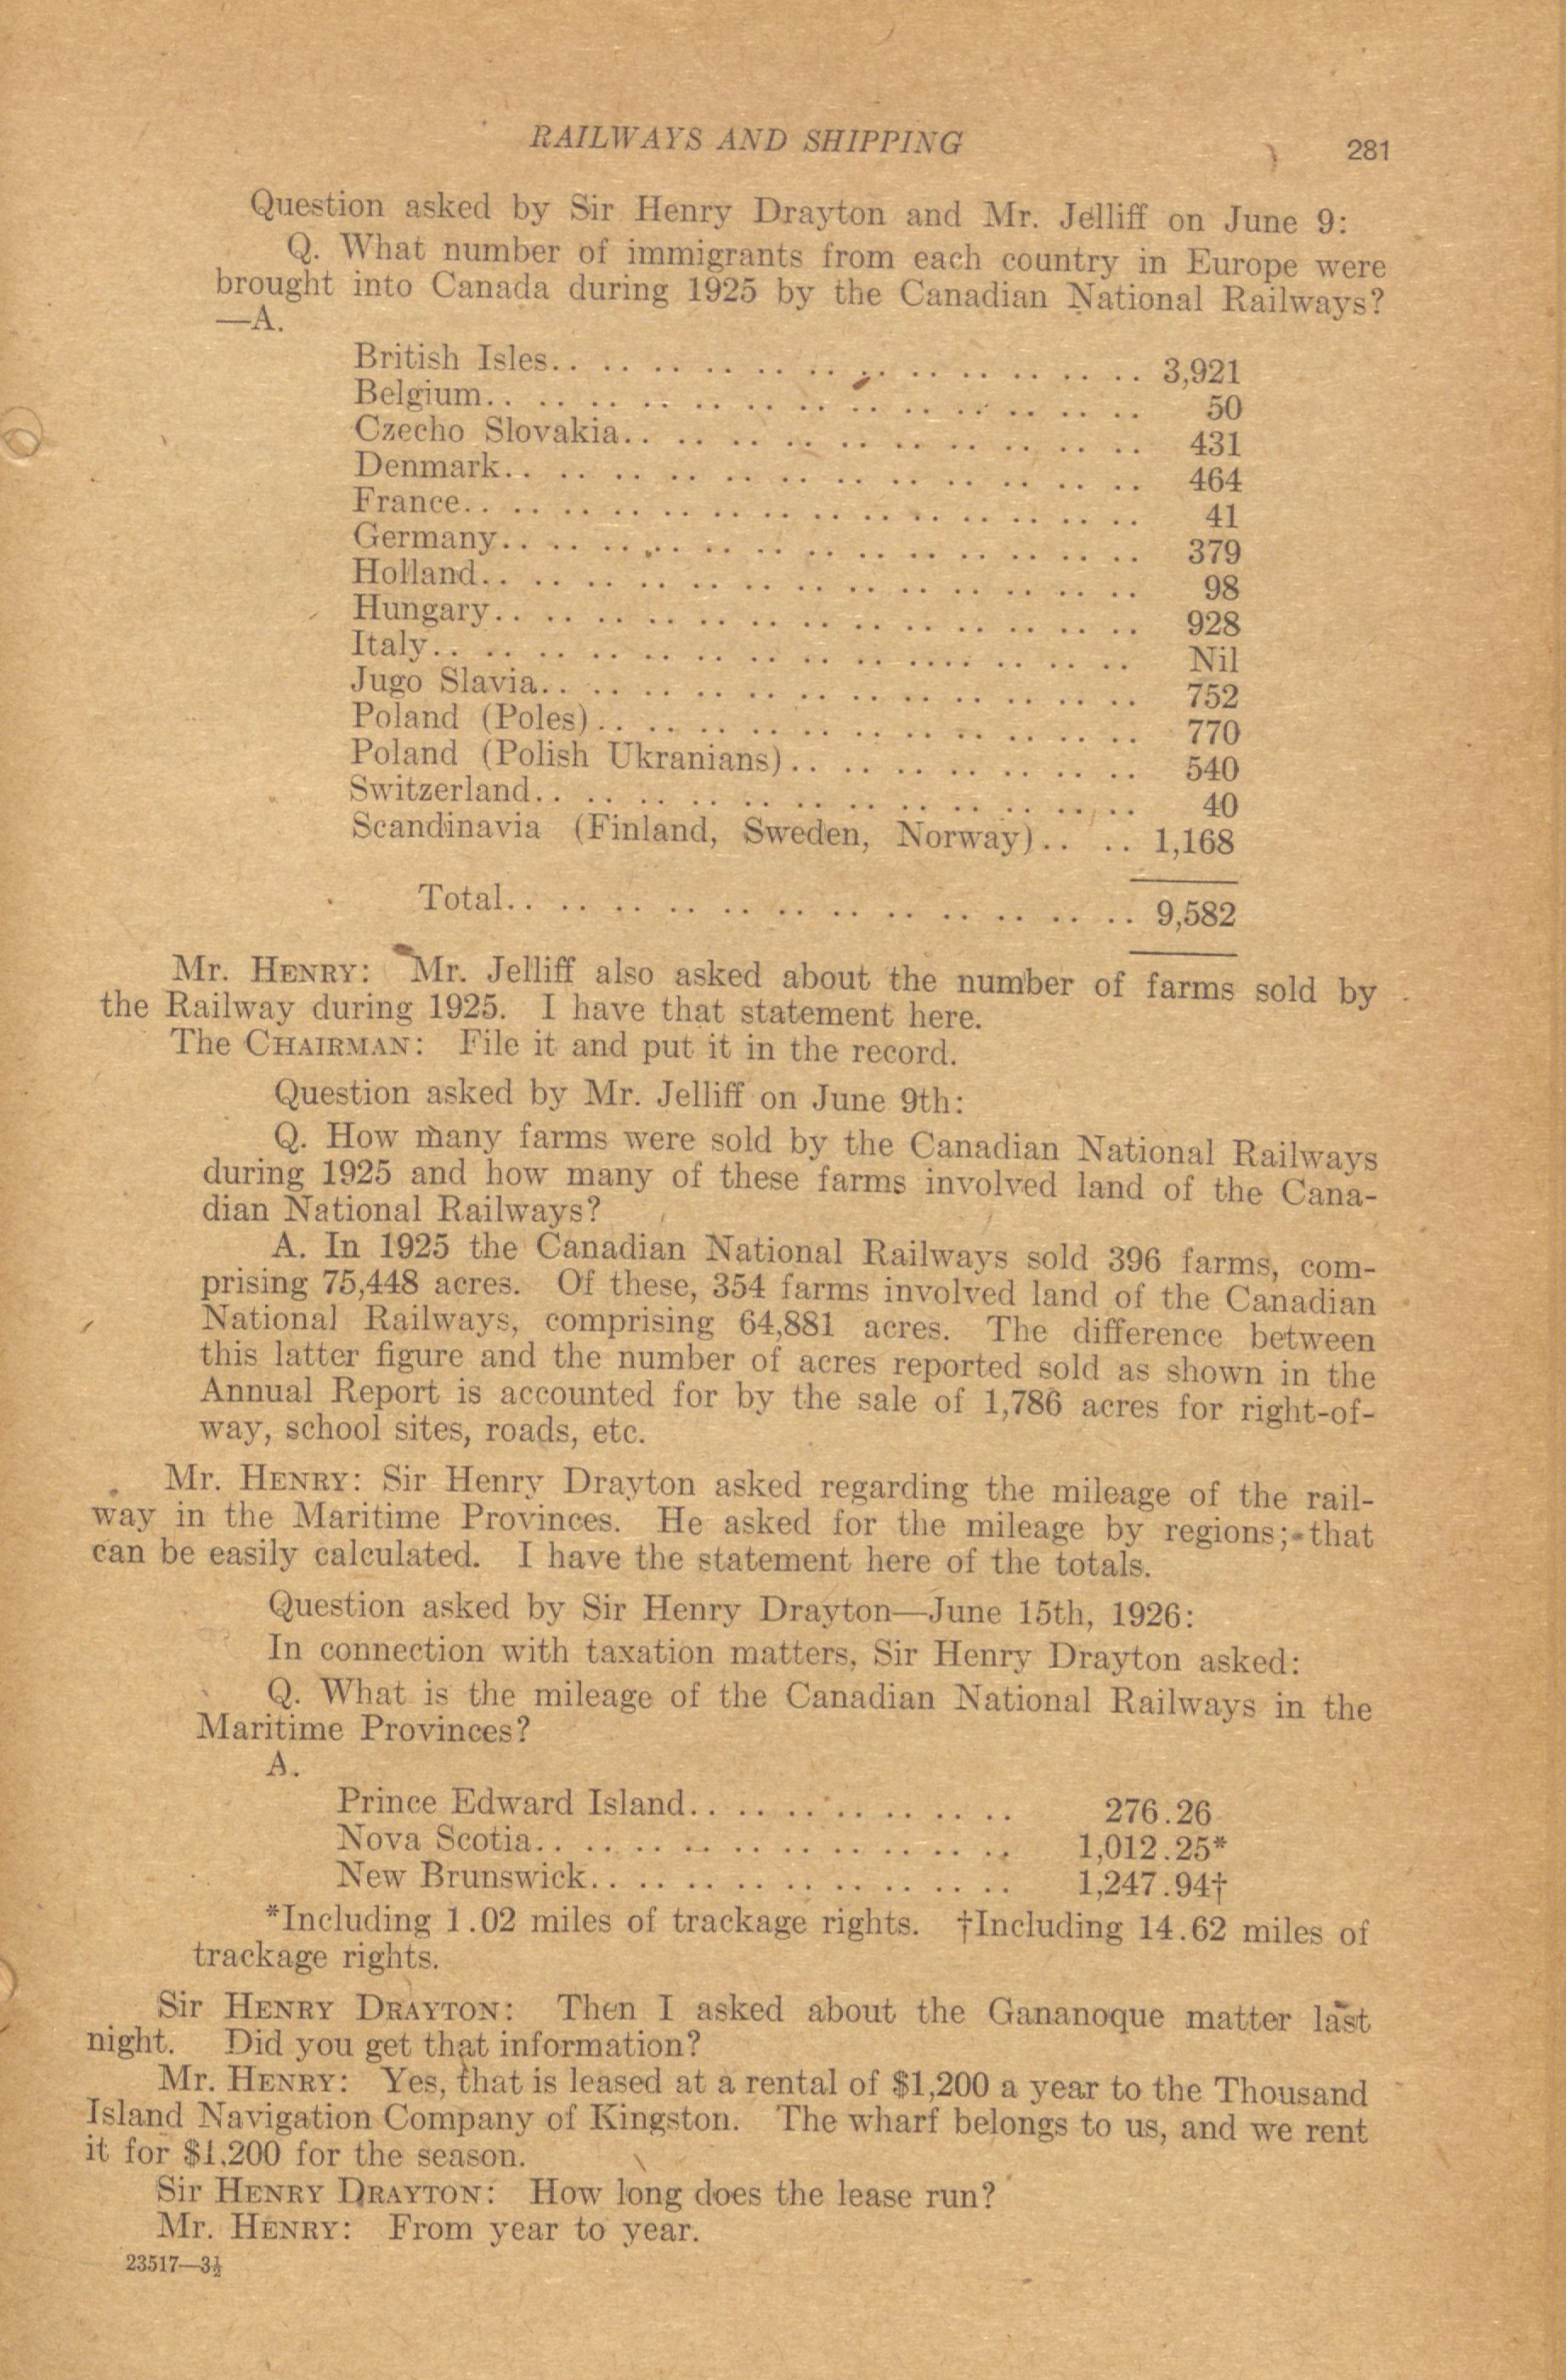 RAILWAYS AND SHIPPING 281
Question asked by Sir Henry Drayton and Mr. Jelliff on June 9:
Q. What number of immigrants from each country in Europe were
brought into Canada during 1925 by the Canadian National Railways?
—A.
British Isles.. .. .. .. .. .. .. .. .. .. .. .. 3,921
Belgium.. .. .. .. .. .. .. .. .. .. .. .. .. 50
Czecho Slovakia.. .. .. .. .. .. .. .. .. .. 431
Denmark.. .. .. .. .. .. .. .. .. .. .. .. 464
France.. .. .. .. .. .. .. .. .. .. .. .. .. .. 41
Germany.. .. .. .. .. .. .. .. .. .. .. .. .. 379
Holland.. .. .. .. .. .. .. .. .. .. .. .. .. 98
Hungary.. .. .. .. .. .. .. .. .. .. .. .. .. 928
Italy.. .. .. .. .. .. .. .. .. .. .. .. .. .. Nil
Jugo Slavia.. .. .. .. .. .. .. .. .. .. .. .. 752
Poland (Poles).. .. .. .. .. .. .. .. .. .. .. 770
Poland (Polish Ukranians).. .. .. .. .. .. .. 540
Switzerland.. .. .. .. .. .. .. .. .. .. .. .. 40
Scandinavia (Finland, Sweden, Norway).. .. 1,168
Total.. .. .. .. .. .. .. .. .. .. .. .. 9,582
Mr. HENRY: Mr. Jelliff also asked about the number of farms sold by
the Railway during 1925. I have that statement here.
The CHAIRMAN: File it and put it in the record.
Question asked by Mr. Jelliff on June 9th:
Q. How many farms were sold by the Canadian National Railways
during 1925 and how many of these farms involved land of the Cana-
dian National Railways?
A. In 1925 the Canadian National Railways sold 396 farms, com-
prising 75,448 acres. Of these, 354 farms involved land of the Canadian
National Railways, comprising 64,881 acres. The difference between
this latter figure and the number of acres reported sold as shown in the
Annual Report is accounted for by the sale of 1,786 acres for right-of-
way, school sites, roads, etc.
Mr. HENRY: Sir Henry Drayton asked regarding the mileage of the rail-
way in the Maritime Provinces. He asked for the mileage by regions; that
can be easily calculated. I have the statement here of the totals.
Question asked by Sir Henry Drayton—June 15th, 1926:
In connection with taxation matters, Sir Henry Drayton asked:
Q. What is the mileage of the Canadian National Railways in the
Maritime Provinces?
A.
Prince Edward Island.. .. .. .. .. .. .. 276.26
Nova Scotia.. .. .. .. .. .. .. .. .. .. 1,012.25*
New Brunswick.. .. .. .. .. .. .. .. .. 1,247.94†
*Including 1.02 miles of trackage rights. †Including 14.62 miles of
trackage rights.
Sir HENRY DRAYTON: Then I asked about the Gananoque matter last
night. Did you get that information?
Mr. HENRY: Yes, that is leased at a rental of $1,200 a year to the Thousand
Island Navigation Company of Kingston. The wharf belongs to us, and we rent
it for $1,200 for the season.
Sir HENRY DRAYTON: How long does the lease run?
Mr. HENRY: From year to year.
23517—3½